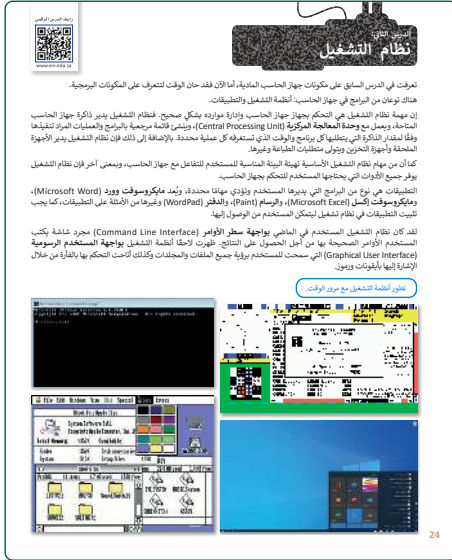 رابط الدرس الرقمي
www.ien.edu.sa
الدرس الثاني:
نظام التشغيل
تعرفت في الدرس السابق على مكونات جهاز الحاسب المادية، أما الآن فقد حان الوقت لتتعرف على المكونات البرمجية.
هناك نوعان من البرامج في جهاز الحاسب: أنظمة التشغيل والتطبيقات.
إن مهمة نظام التشغيل هي التحكم بجهاز جهاز الحاسب وإدارة موارده بشكلٍ صحيح. فنظام التشغيل يدير ذاكرة جهاز الحاسب
المتاحة، ويعمل مع وحدة المعالجة المركزية (Central Processing Unit)، وينشئ قائمة مرجعية بالبرامج والعمليات المراد تنفيذها
وفقًا لمقدار الذاكرة التي يتطلبها كل برنامج والوقت الذي تستغرقه كل عملية محددة. بالإضافة إلى ذلك فإن نظام التشغيل يدير الأجهزة
الملحقة وأجهزة التخزين ويتولى متطلبات الطباعة وغيرها.
كما أن من مهام نظام التشغيل الأساسية تهيئة البيئة المناسبة للمستخدم للتفاعل مع جهاز الحاسب، وبمعنى آخر فإن نظام التشغيل
يوفر جميع الأدوات التي يحتاجها المستخدم للتحكم بجهاز الحاسب.
التطبيقات هي نوع من البرامج التي يديرها المستخدم وتؤدي مهامًا محددة، ويُعد مايكروسوفت وورد (Microsoft Word)،
ومايكروسوفت إكسل (Microsoft Excel)، والرسام (Paint)، والدفتر (WordPad) وغيرها من الأمثلة على التطبيقات، كما يجب
تثبيت التطبيقات في نظام تشغيل ليتمكن المستخدم من الوصول إليها.
لقد كان نظام التشغيل المستخدم في الماضي بواجهة سطر الأوامر (Command Line Interface) مجرد شاشة يكتب
المستخدم الأوامر الصحيحة بها من أجل الحصول على النتائج. ظهرت لاحقًا أنظمة التشغيل بواجهة المستخدم الرسومية
(Graphical User Interface) التي سمحت للمستخدم برؤية جميع الملفات والمجلدات وكذلك أتاحت التحكم بها بالفأرة من خلال
الإشارة إليها بأيقونات ورموز.
تطور أنظمة التشغيل مع مرور الوقت.
File Edit Window Special
System Software
Available
24